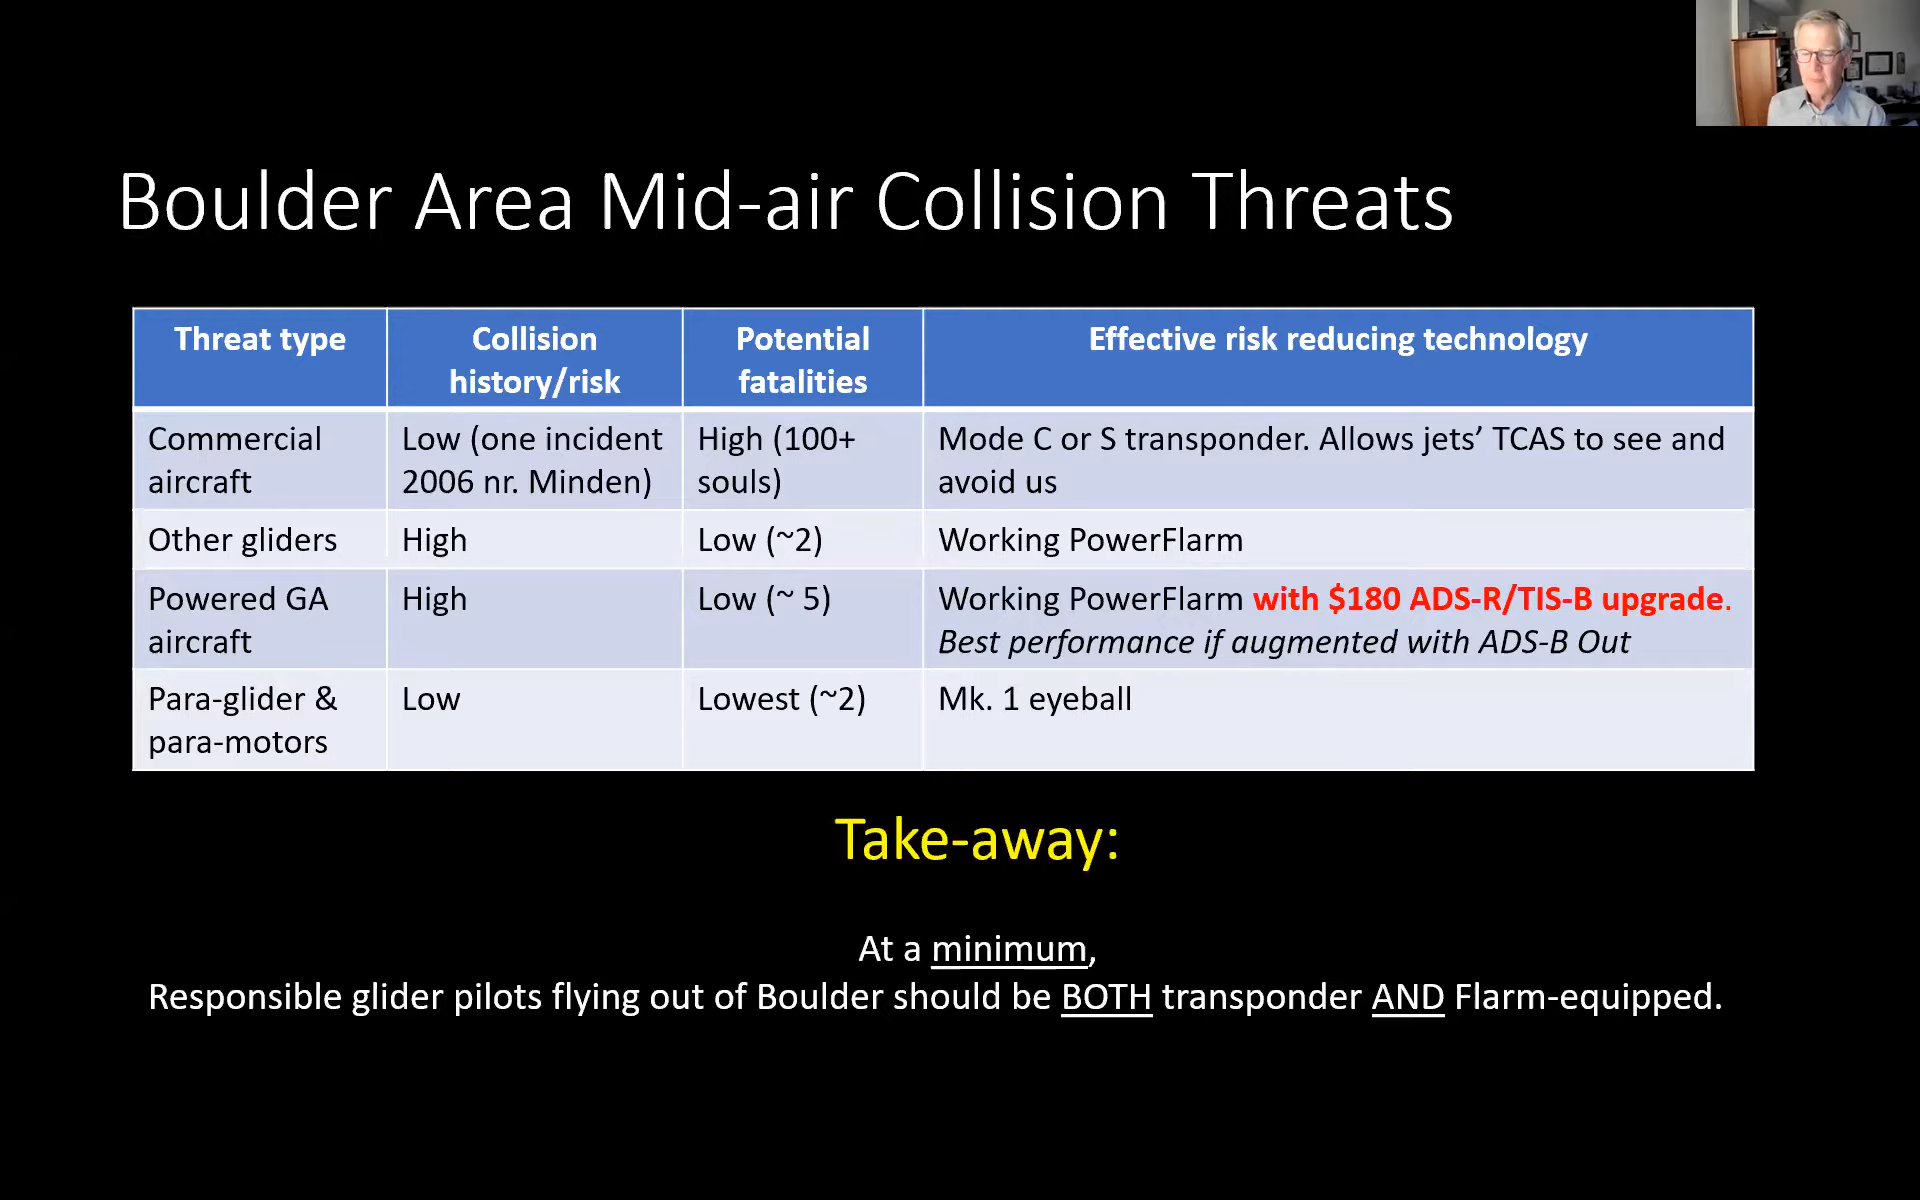 Boulder Area Mid-air Collision Threats
Threat type
Collision
history/risk
Potential
fatalities
Effective risk reducing technology
Commercial
aircraft
Low (one incident
2006 nr. Minden)
High (100+
souls)
Mode C or S transponder. Allows jets’ TCAS to see and
avoid us
Other gliders
High
Low (~2)
Working PowerFlarm
Powered GA
aircraft
High
Low (~ 5)
Working PowerFlarm with $180 ADS-R/TIS-B upgrade.
Best performance if augmented with ADS-B Out
Para-glider &
para-motors
Low
Lowest (~2)
Mk. 1 eyeball
Take-away:
At a minimum,
Responsible glider pilots flying out of Boulder should be BOTH transponder AND Flarm-equipped.